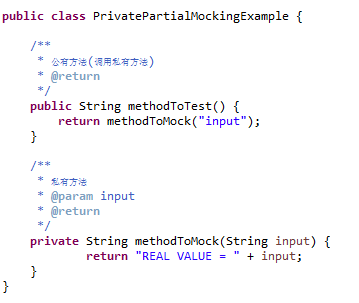 public class PrivatePartialMockingExample {
/**
* 公有方法(调用私有方法)
* @return
*/
public String methodToTest() {
return methodToMock("input");
}
/**
* 私有方法
* @param input
* @return
*/
private String methodToMock(String input) {
return "REAL VALUE = " + input;
}
}